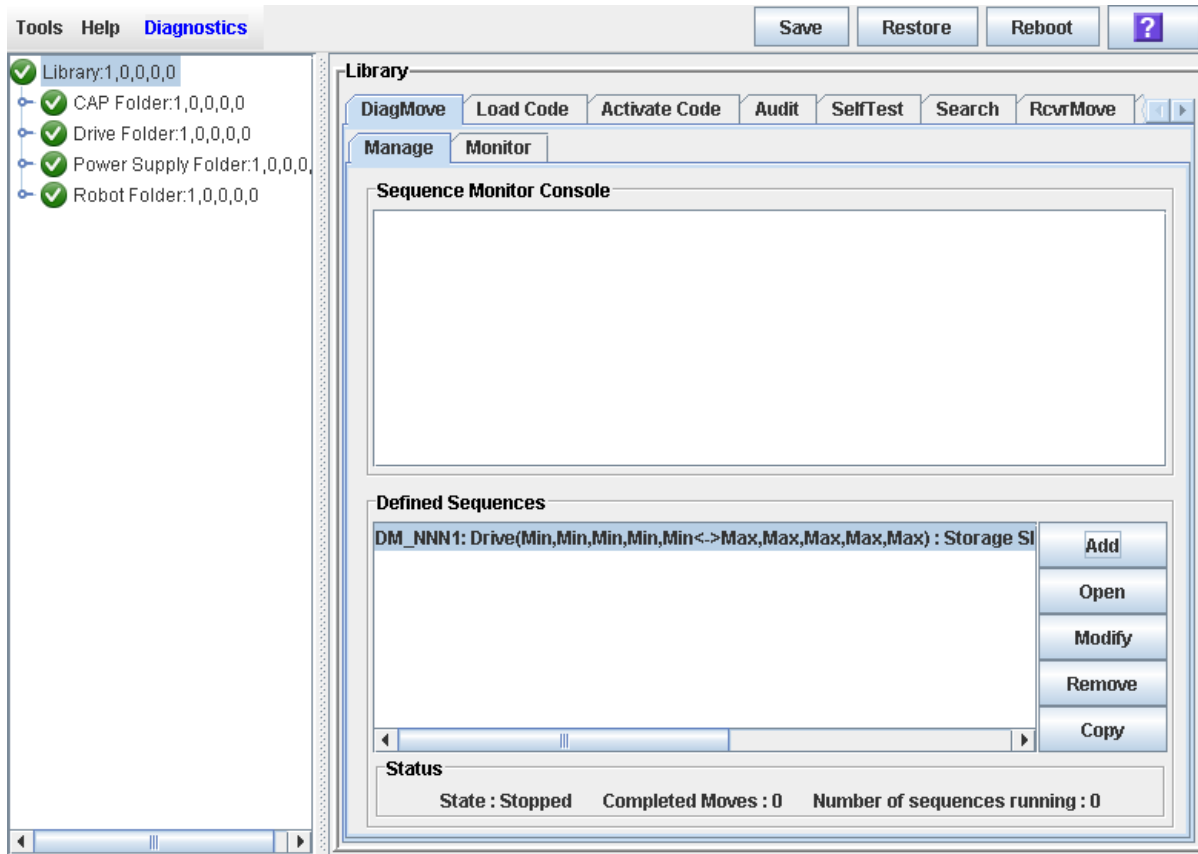 Tools Help Diagnostics Save Restore Reboot ?
Library:1,0,0,0,0
CAP Folder:1,0,0,0,0
Drive Folder:1,0,0,0,0
Power Supply Folder:1,0,0,0,
Robot Folder:1,0,0,0,0
Library
DiagMove Load Code Activate Code Audit SelfTest Search RcvrMove
Manage Monitor
Sequence Monitor Console
Defined Sequences
DM_NNN1: Drive(Min,Min,Min,Min,Min<->Max,Max,Max,Max,Max) : Storage Sl
Add
Open
Modify
Remove
Copy
Status
State : Stopped Completed Moves : 0 Number of sequences running : 0